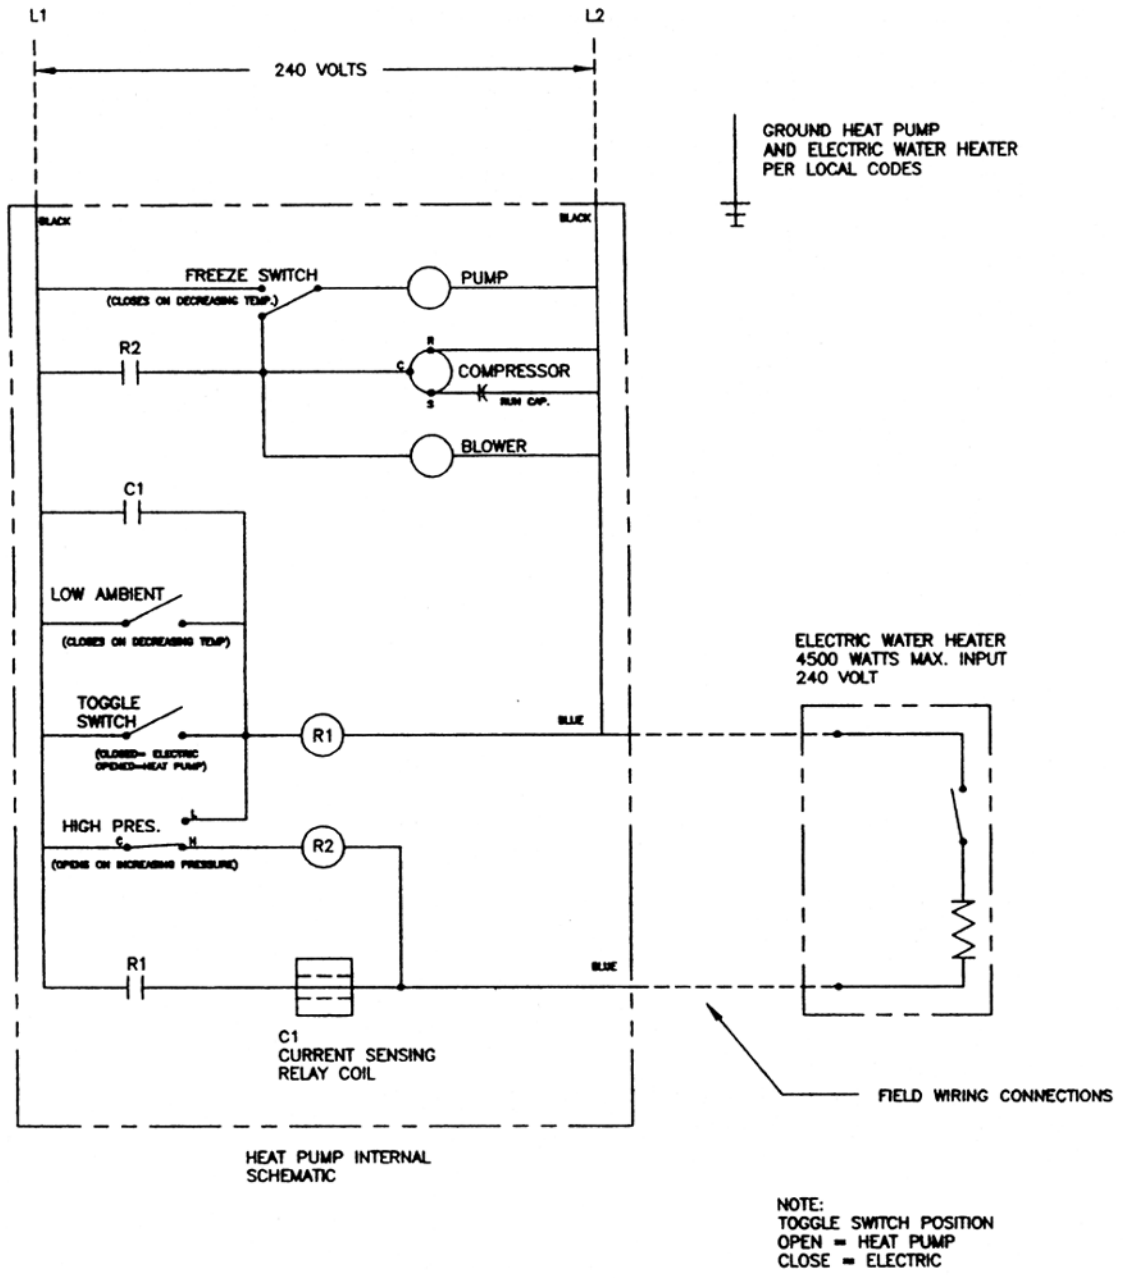 L1
L2
240 VOLTS
GROUND HEAT PUMP
AND ELECTRIC WATER HEATER
PER LOCAL CODES
BLACK
BLACK
FREEZE SWITCH
(CLOSES ON DECREASING TEMP.)
PUMP
R2
R
C
COMPRESSOR
S
RUN CAP.
BLOWER
C1
LOW AMBIENT
(CLOSES ON DECREASING TEMP)
ELECTRIC WATER HEATER
4500 WATTS MAX. INPUT
240 VOLT
TOGGLE
SWITCH
R1
BLUE
(CLOSED= ELECTRIC
OPENED=HEAT PUMP)
L
HIGH PRES.
C
H
R2
(OPENS ON INCREASING PRESSURE)
R1
BLUE
C1
CURRENT SENSING
RELAY COIL
FIELD WIRING CONNECTIONS
HEAT PUMP INTERNAL
SCHEMATIC
NOTE:
TOGGLE SWITCH POSITION
OPEN = HEAT PUMP
CLOSE = ELECTRIC